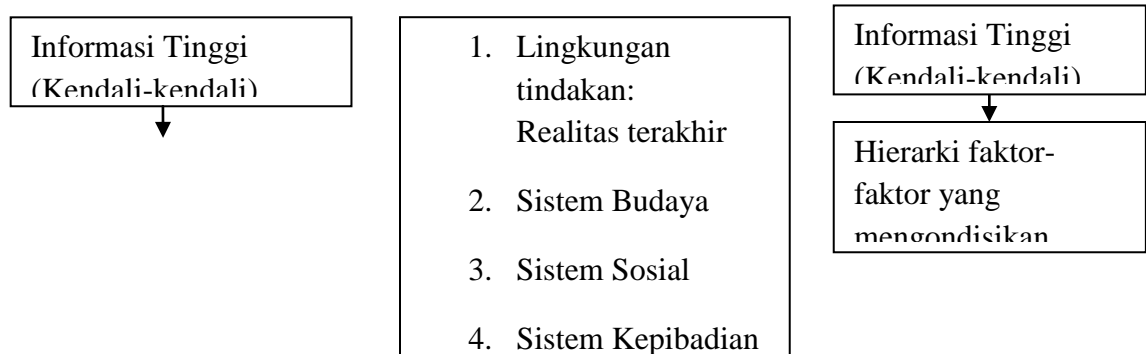 Informasi Tinggi
(Kendali-kendali)
1. Lingkungan
tindakan:
Realitas terakhir
2. Sistem Budaya
3. Sistem Sosial
4. Sistem Kepibadian
Informasi Tinggi
(Kendali-kendali)
Hierarki faktor-
faktor yang
mengondisikan